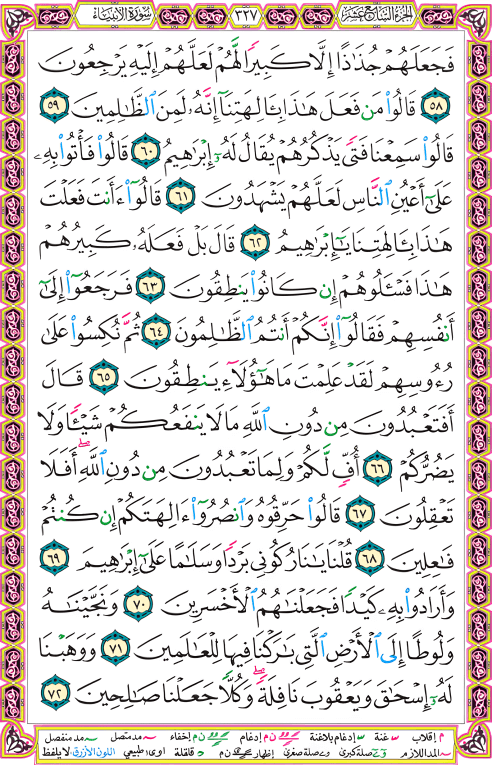 الجزء السابع عشر
٣٢٧
سورة الأنبياء
فَجَعَلَهُمْ جُذَٰذًا إِلَّا كَبِيرًا لَّهُمْ لَعَلَّهُمْ إِلَيْهِ يَرْجِعُونَ
٥٨ قَالُوا۟ مَن فَعَلَ هَٰذَا بِـَٔالِهَتِنَآ إِنَّهُۥ لَمِنَ ٱلظَّٰلِمِينَ ٥٩
قَالُوا۟ سَمِعْنَا فَتًى يَذْكُرُهُمْ يُقَالُ لَهُۥٓ إِبْرَٰهِيمُ ٦٠ قَالُوا۟ فَأْتُوا۟ بِهِۦ
عَلَىٰٓ أَعْيُنِ ٱلنَّاسِ لَعَلَّهُمْ يَشْهَدُونَ ٦١ قَالُوٓا۟ ءَأَنتَ فَعَلْتَ
هَٰذَا بِـَٔالِهَتِنَا يَٰٓإِبْرَٰهِيمُ ٦٢ قَالَ بَلْ فَعَلَهُۥ كَبِيرُهُمْ
هَٰذَا فَسْـَٔلُوهُمْ إِن كَانُوا۟ يَنطِقُونَ ٦٣ فَرَجَعُوٓا۟ إِلَىٰٓ
أَنفُسِهِمْ فَقَالُوٓا۟ إِنَّكُمْ أَنتُمُ ٱلظَّٰلِمُونَ ٦٤ ثُمَّ نُكِسُوا۟ عَلَىٰ
رُءُوسِهِمْ لَقَدْ عَلِمْتَ مَا هَٰٓؤُلَآءِ يَنطِقُونَ ٦٥ قَالَ
أَفَتَعْبُدُونَ مِن دُونِ ٱللَّهِ مَا لَا يَنفَعُكُمْ شَيْـًٔا وَلَا
يَضُرُّكُمْ ٦٦ أُفٍّ لَّكُمْ وَلِمَا تَعْبُدُونَ مِن دُونِ ٱللَّهِ ۖ أَفَلَا
تَعْقِلُونَ ٦٧ قَالُوا۟ حَرِّقُوهُ وَٱنصُرُوٓا۟ ءَالِهَتَكُمْ إِن كُنتُمْ
فَٰعِلِينَ ٦٨ قُلْنَا يَٰنَارُ كُونِى بَرْدًا وَسَلَٰمًا عَلَىٰٓ إِبْرَٰهِيمَ ٦٩
وَأَرَادُوا۟ بِهِۦ كَيْدًا فَجَعَلْنَٰهُمُ ٱلْأَخْسَرِينَ ٧٠ وَنَجَّيْنَٰهُ
وَلُوطًا إِلَى ٱلْأَرْضِ ٱلَّتِى بَٰرَكْنَا فِيهَا لِلْعَٰلَمِينَ ٧١ وَوَهَبْنَا
لَهُۥٓ إِسْحَٰقَ وَيَعْقُوبَ نَافِلَةً ۖ وَكُلًّا جَعَلْنَا صَٰلِحِينَ ٧٢
م إقلاب س غنة س إدغام بلا غنة ن م إدغام ن م إخفاء مد متصل مد منفصل
المد اللازم صلة كبرى و صلة صغرى إظهار ن م قلقلة اوى طبيعي اللون الأزرق لا يلفظ